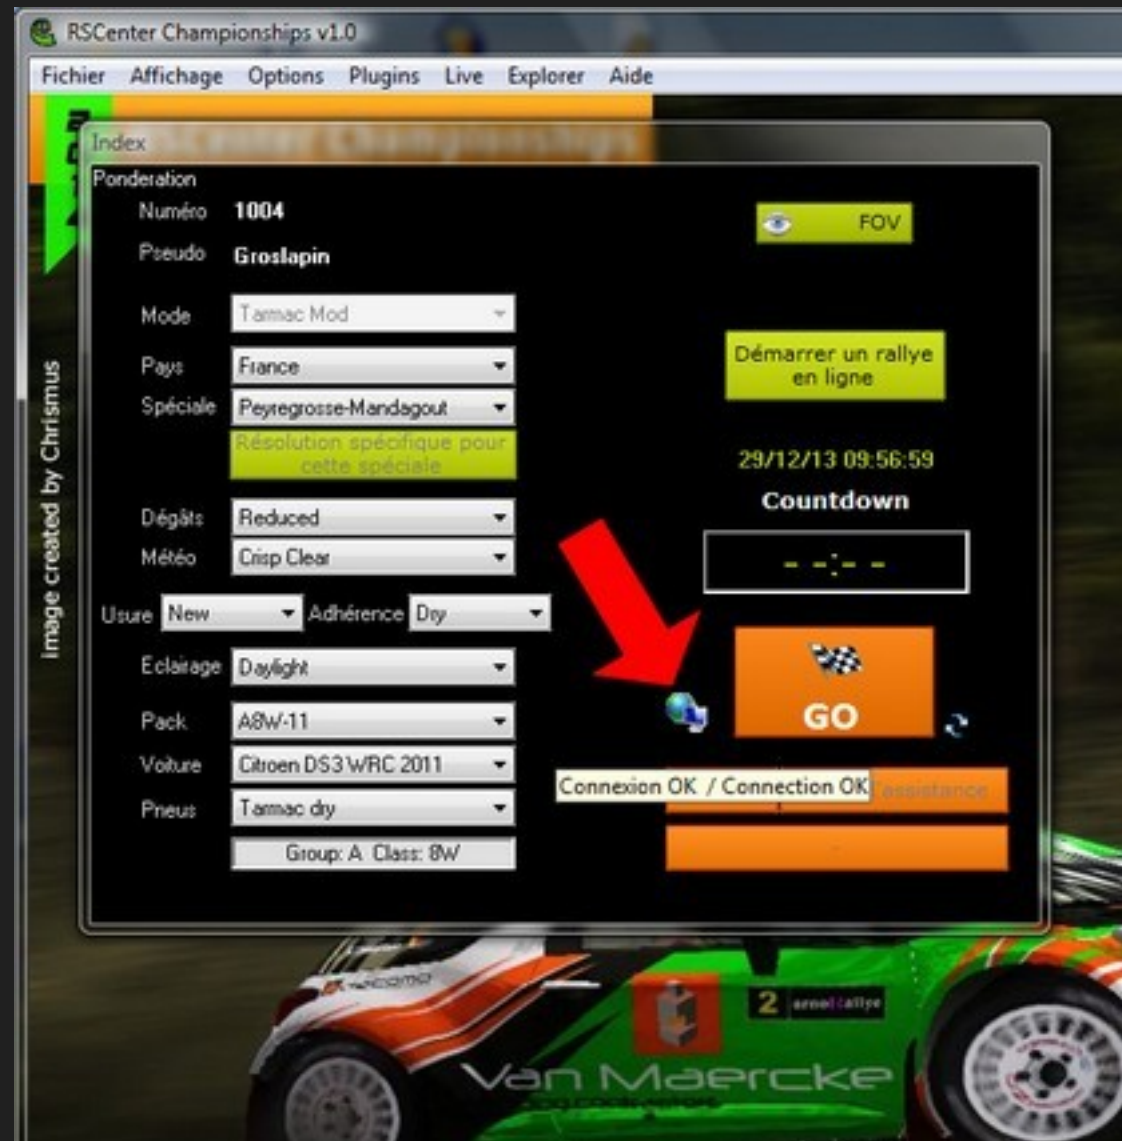 RSCenter Championships v1.0
Fichier Affichage Options Plugins Live Explorer Aide
Index
Ponderation
Numéro 1004
Pseudo Groslapin
FOV
Mode Tarmac Mod
Pays France
Spéciale Peyregrosse-Mandagout
Résolution spécifique pour
cette spéciale
Démarrer un rallye
en ligne
29/12/13 09:56:59
Countdown
--:--
Dégâts Reduced
Météo Crisp Clear
Usure New Adhérence Dry
Eclairage Daylight
GO
Pack A8W-11
Voiture Citroen DS3 WRC 2011
Connexion OK / Connection OK
assistance
Pneus Tarmac dry
Group: A Class: 8W
image created by Chrismus
2
Van Maercke